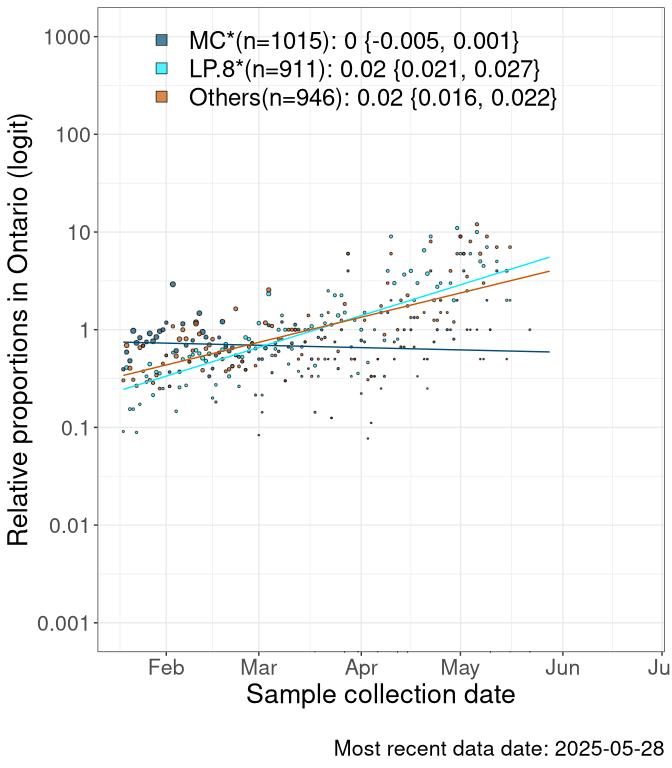 MC*(n=1015): 0 {-0.005, 0.001}
LP.8*(n=911): 0.02 {0.021, 0.027}
Others(n=946): 0.02 {0.016, 0.022}
Relative proportions in Ontario (logit)
1000
100
10
1
0.1
0.01
0.001
Feb Mar Apr May Jun Ju
Sample collection date
Most recent data date: 2025-05-28